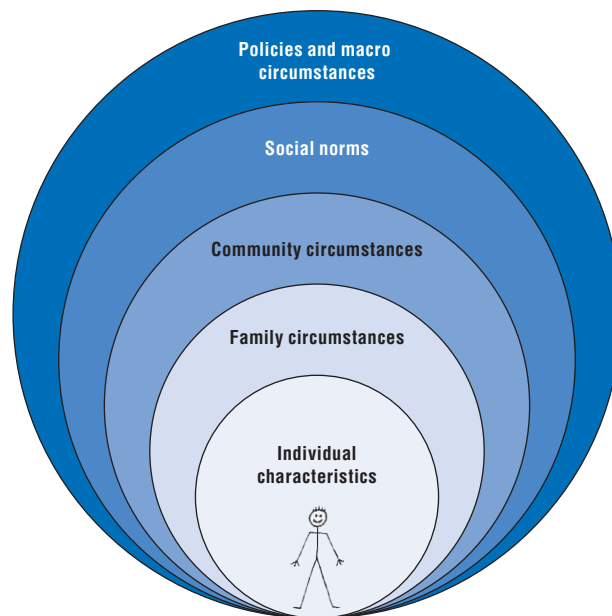 Policies and macro
circumstances
Social norms
Community circumstances
Family circumstances
Individual
characteristics